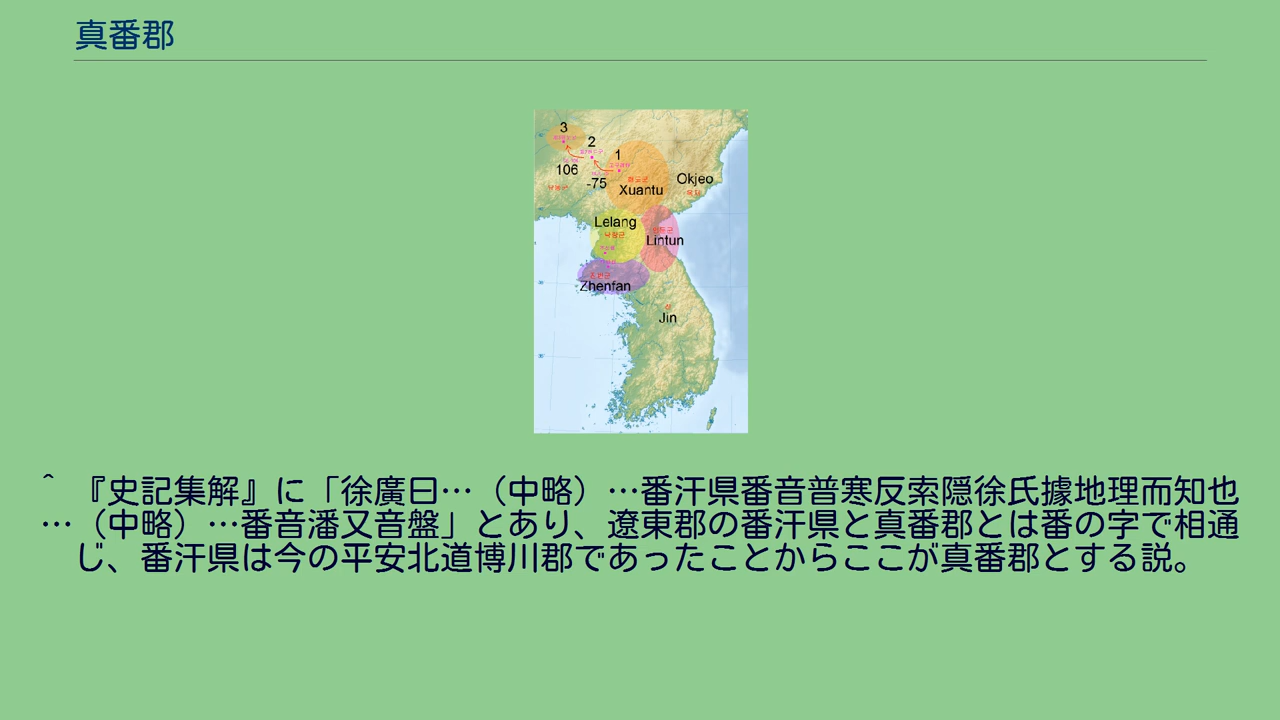 真番郡
3
2
1
106
-75
Okjeo
Xuantu
Lelang
Lintun
Zhenfan
Jin
^ 『史記集解』に「徐廣曰…（中略）…番汗県番音普寒反索隠徐氏據地理而知也
…（中略）…番音潘又音盤」とあり、遼東郡の番汗県と真番郡とは番の字で相通
じ、番汗県は今の平安北道博川郡であったことからここが真番郡とする説。